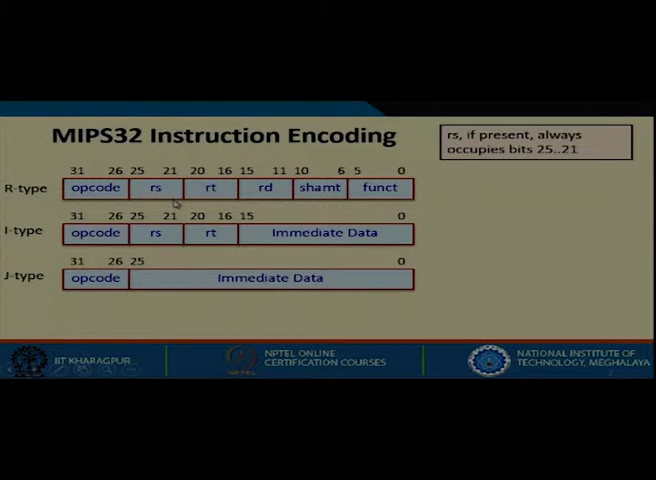 MIPS32 Instruction Encoding
rs, if present, always
occupies bits 25..21
31 26 25 21 20 16 15 11 10 6 5 0
R-type opcode rs rt rd shamt funct
31 26 25 21 20 16 15 0
I-type opcode rs rt Immediate Data
31 26 25 0
J-type opcode Immediate Data
IIT KHARAGPUR
NPTEL
NPTEL ONLINE
CERTIFICATION COURSES
NATIONAL INSTITUTE OF
TECHNOLOGY, MEGHALAYA